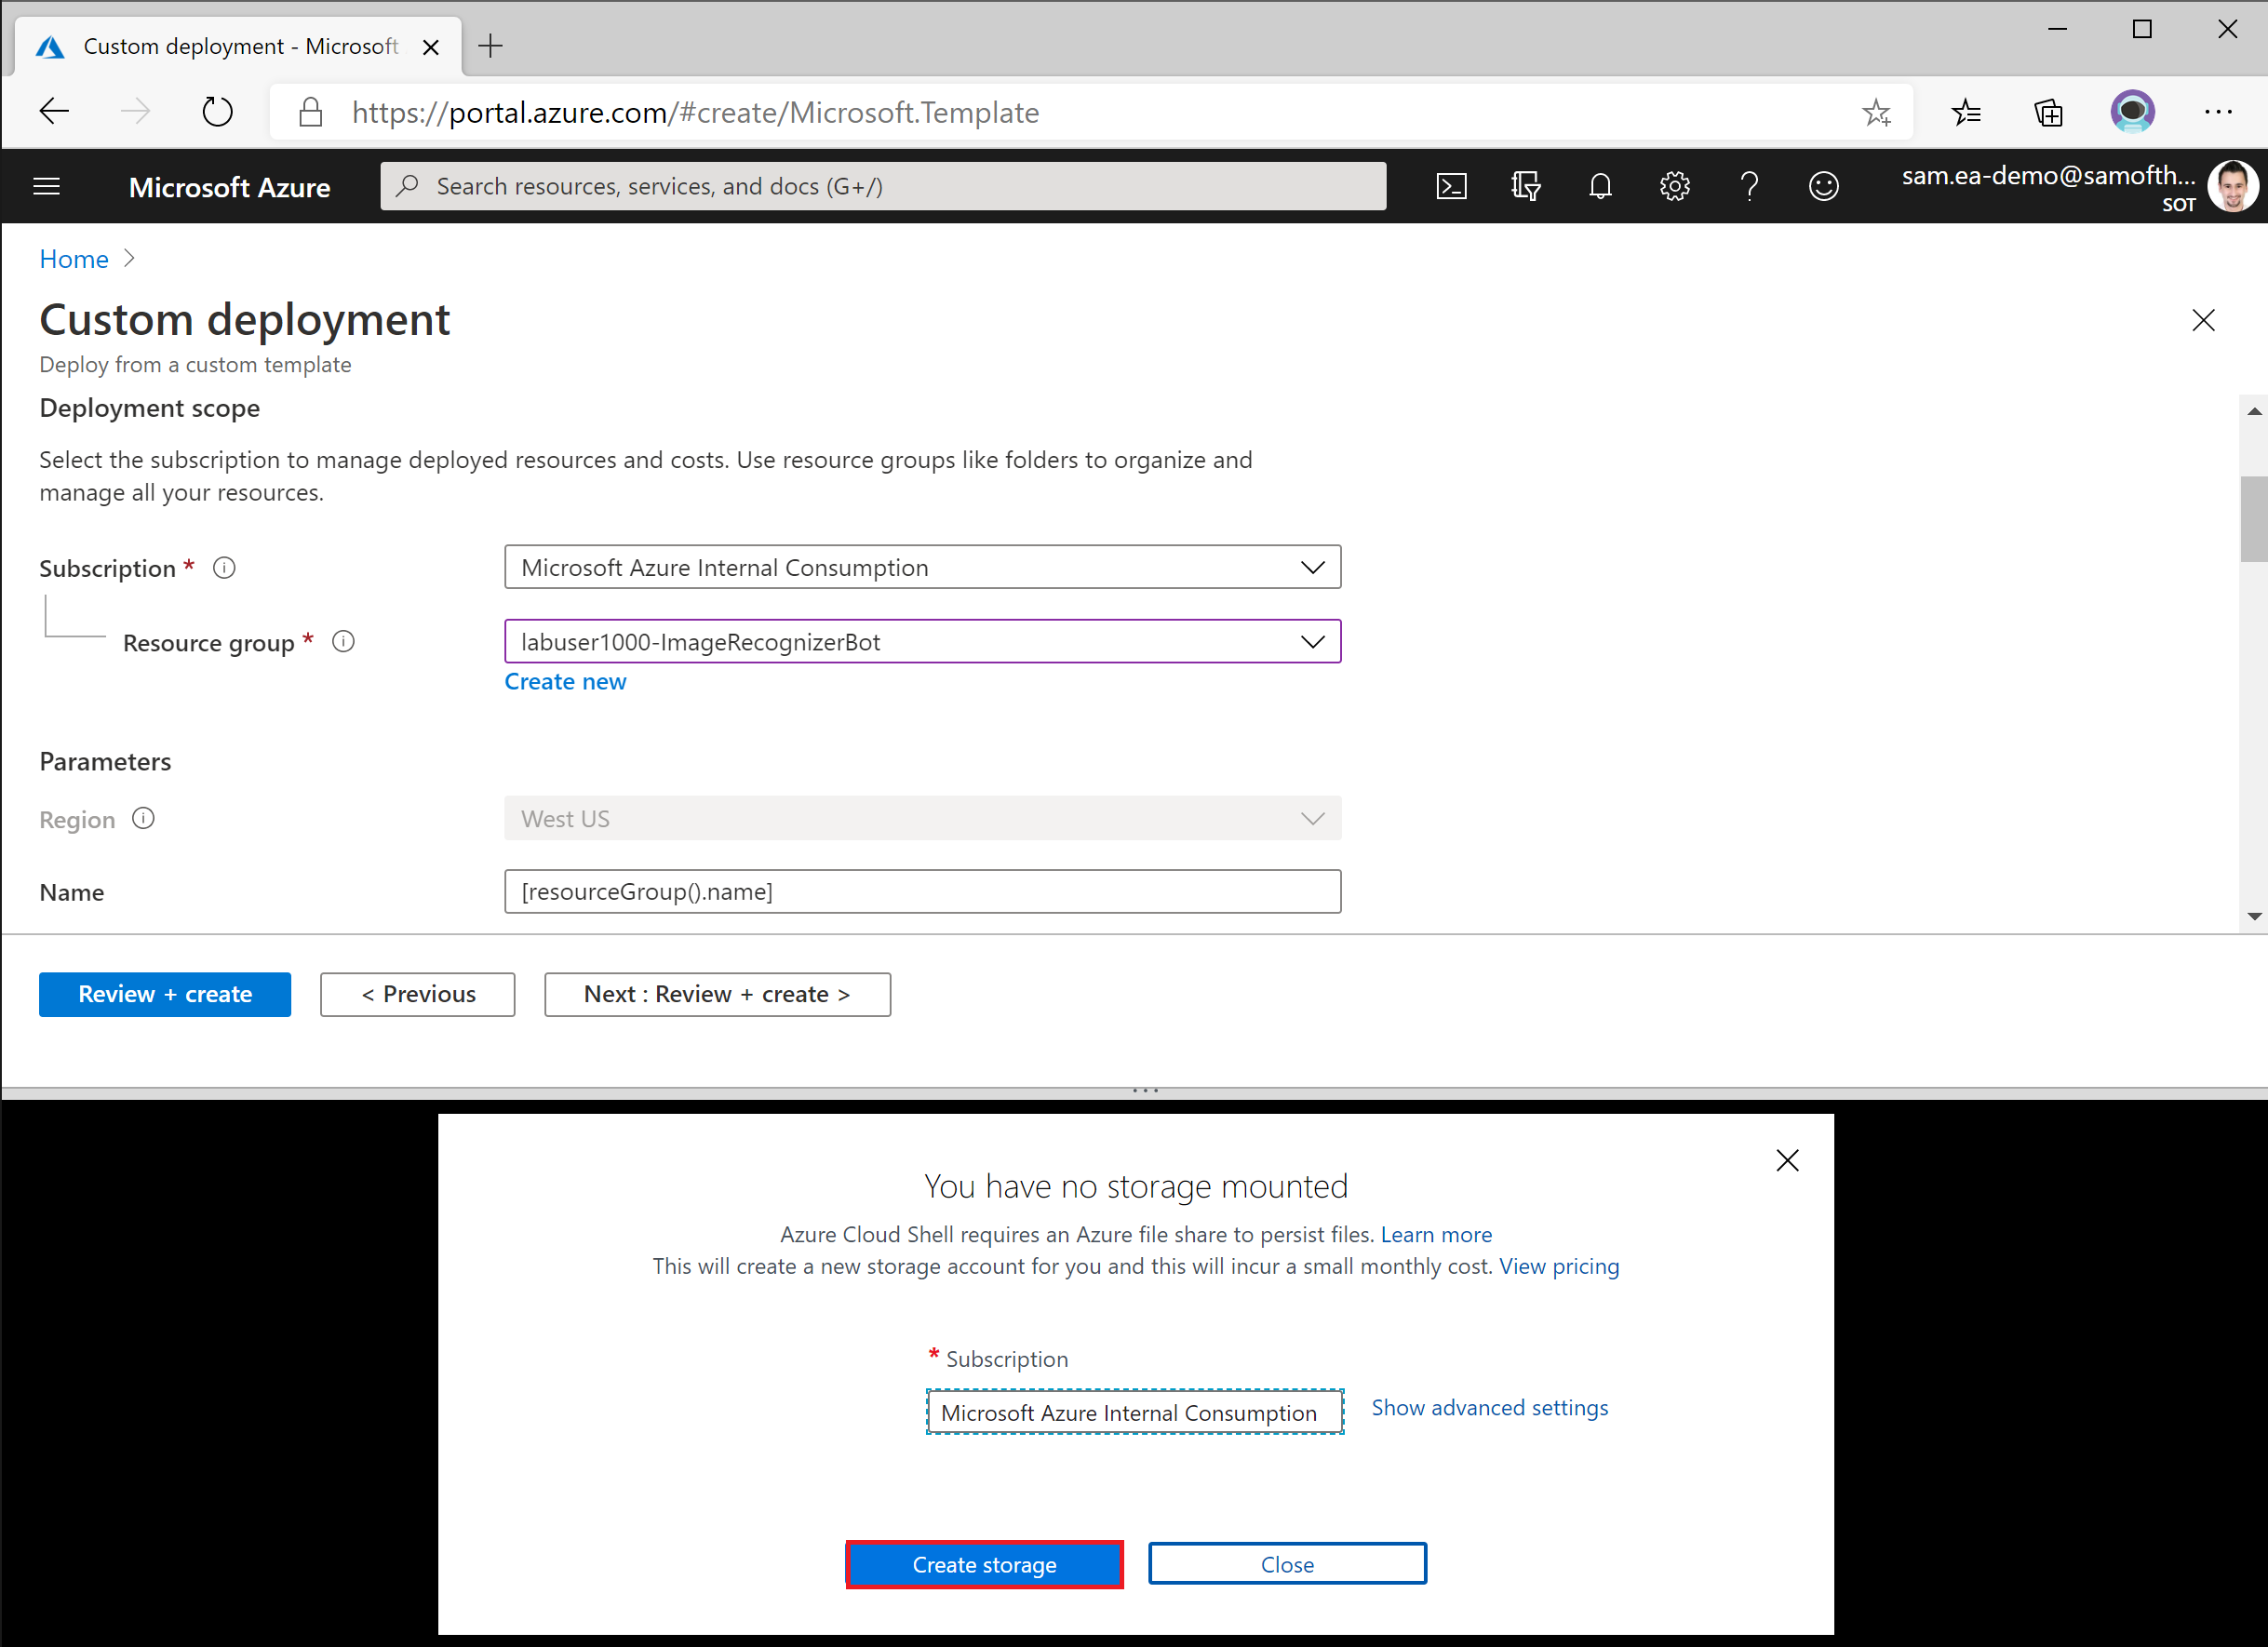 Custom deployment - Microsoft
https://portal.azure.com/#create/Microsoft.Template
Microsoft Azure
Search resources, services, and docs (G+/)
sam.ea-demo@samofth...
SOT
Home
Custom deployment
Deploy from a custom template
Deployment scope
Select the subscription to manage deployed resources and costs. Use resource groups like folders to organize and
manage all your resources.
Subscription *
Microsoft Azure Internal Consumption
Resource group *
labuser1000-ImageRecognizerBot
Create new
Parameters
Region
West US
Name
[resourceGroup().name]
Review + create
< Previous
Next : Review + create >
You have no storage mounted
Azure Cloud Shell requires an Azure file share to persist files. Learn more
This will create a new storage account for you and this will incur a small monthly cost. View pricing
* Subscription
Microsoft Azure Internal Consumption
Show advanced settings
Create storage
Close